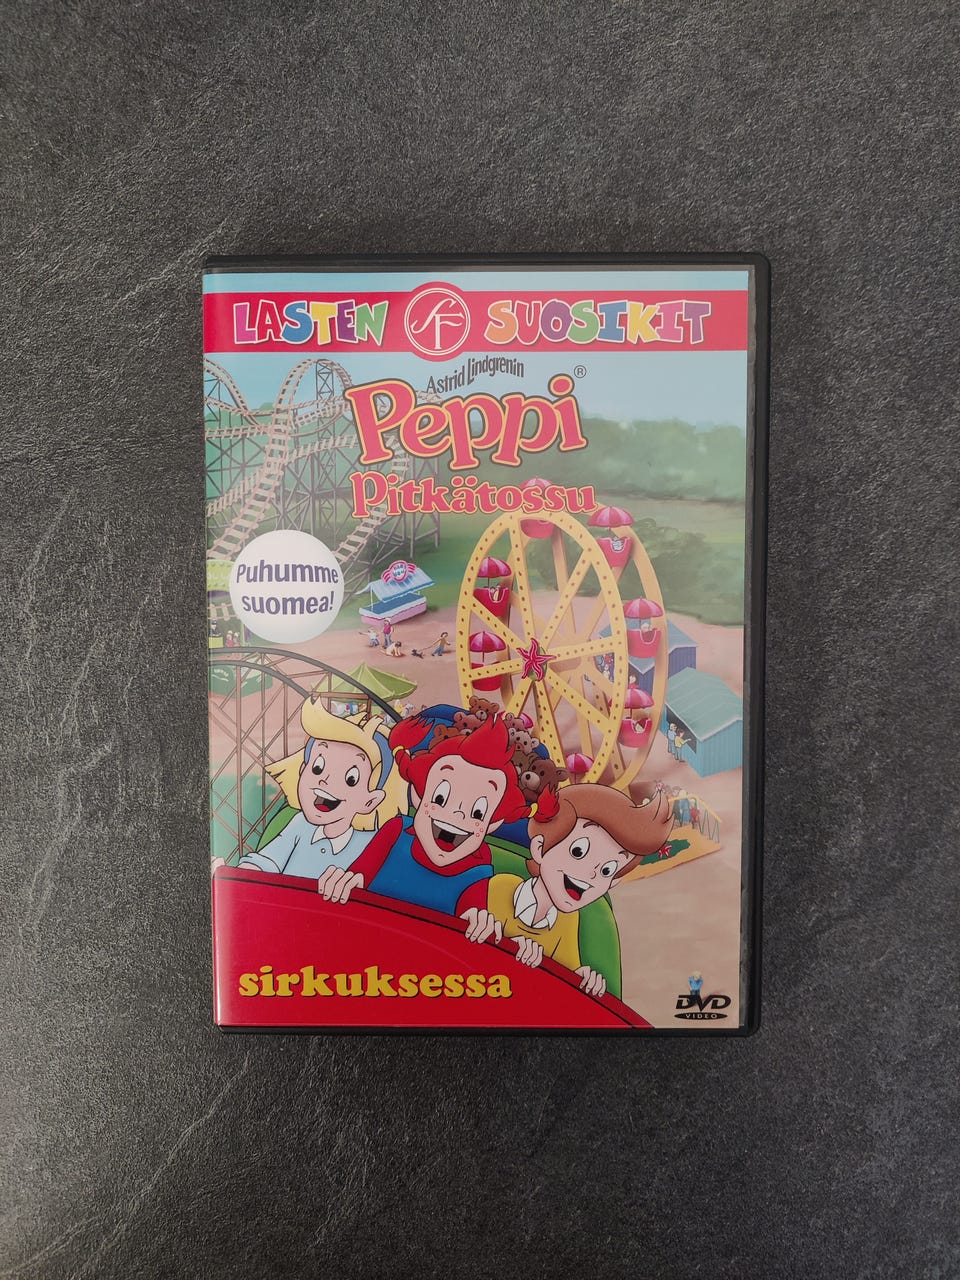 LASTEN SF SUOSIKIT
Astrid Lindgrenin
Peppi®
Pitkätossu
Puhumme
suomea!
sirkuksessa
DVD
VIDEO